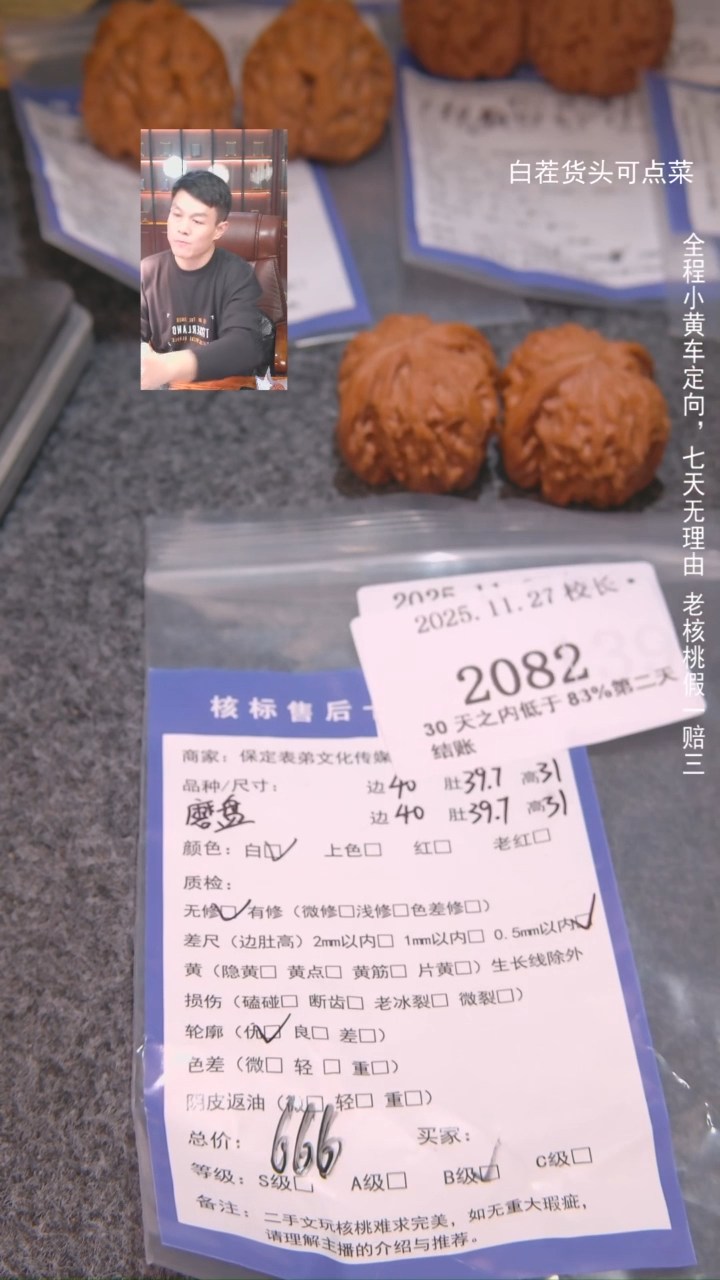 白茬货头可点菜
全程小黄车定向，七天无理由 老核桃假一赔三
2025.11.27 校长
2082
30 天之内低于 83%第二天
结账
核标售后
商家：保定表弟文化传媒
品种/尺寸： 边40 肚39.7 高31
磨盘 边40 肚39.7 高31
颜色：白□ 上色□ 红□ 老红□
质检：
无修□ 有修（微修□浅修□色差修□）
差尺（边肚高）2mm以内□ 1mm以内□ 0.5mm以内□
黄（隐黄□ 黄点□ 黄筋□ 片黄□）生长线除外
损伤（磕碰□ 断齿□ 老冰裂□ 微裂□）
轮廓（优□ 良□ 差□）
色差（微□ 轻 □ 重□）
阴皮返油（微□ 轻□ 重□）
总价：666 买家：
等级：S级□ A级□ B级□ C级□
备注：二手文玩核桃难求完美，如无重大瑕疵，
请理解主播的介绍与推荐。